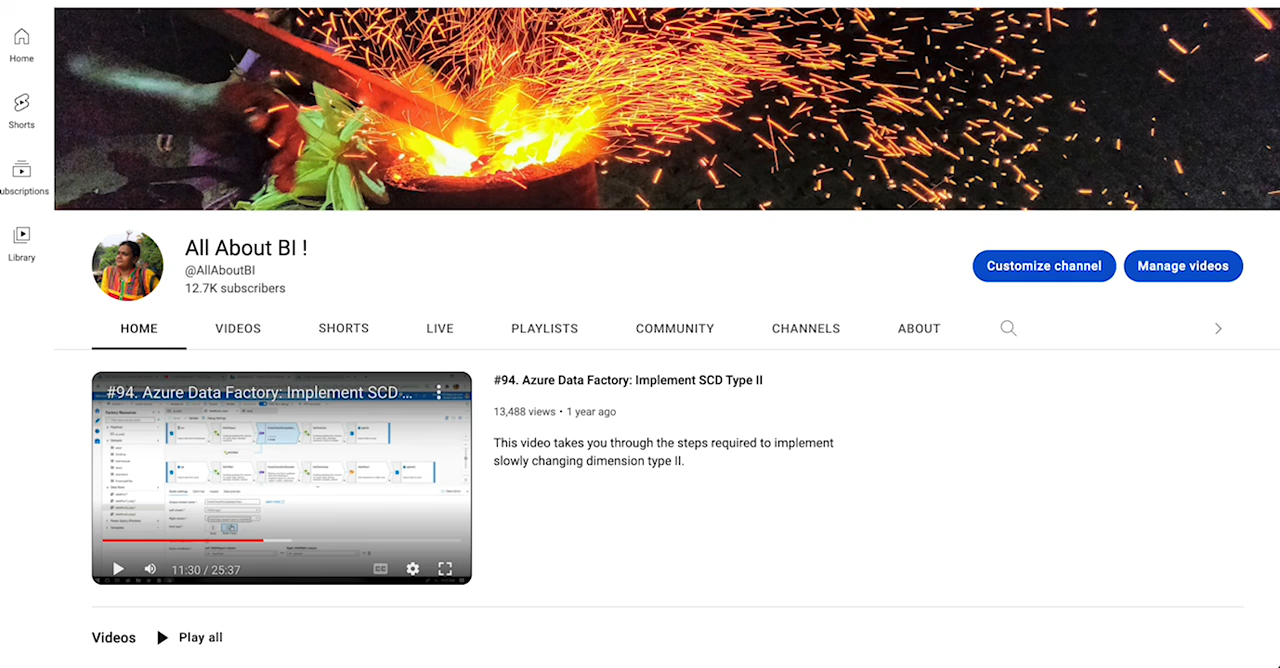 Home
Shorts
ubscriptions
Library
All About BI !
@AllAboutBI
12.7K subscribers
Customize channel
Manage videos
HOME
VIDEOS
SHORTS
LIVE
PLAYLISTS
COMMUNITY
CHANNELS
ABOUT
#94. Azure Data Factory: Implement SCD...
11:30 / 25:37
CC
#94. Azure Data Factory: Implement SCD Type II
13,488 views • 1 year ago
This video takes you through the steps required to implement
slowly changing dimension type II.
Videos
Play all